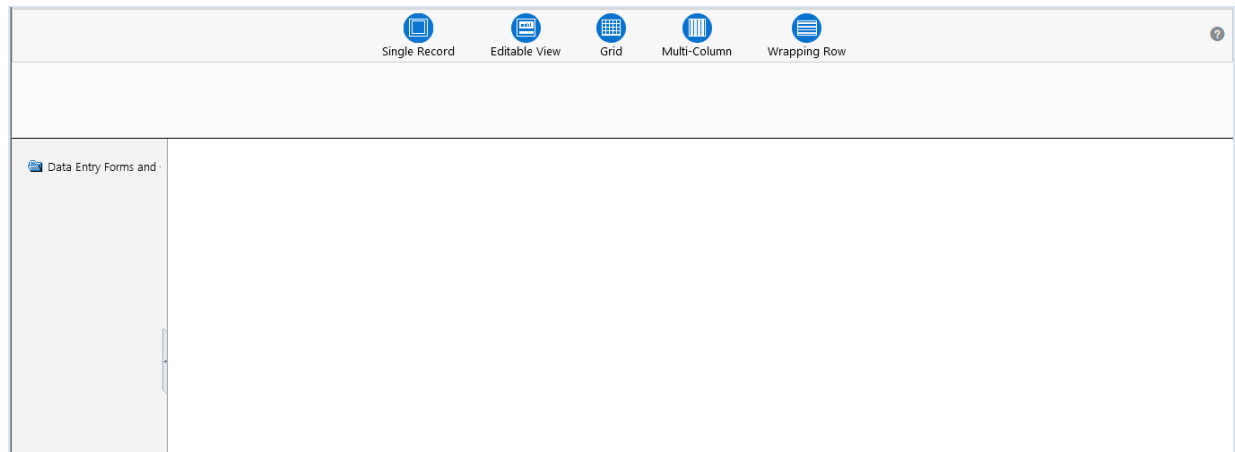 Single Record
Editable View
Grid
Multi-Column
Wrapping Row
?
Data Entry Forms and